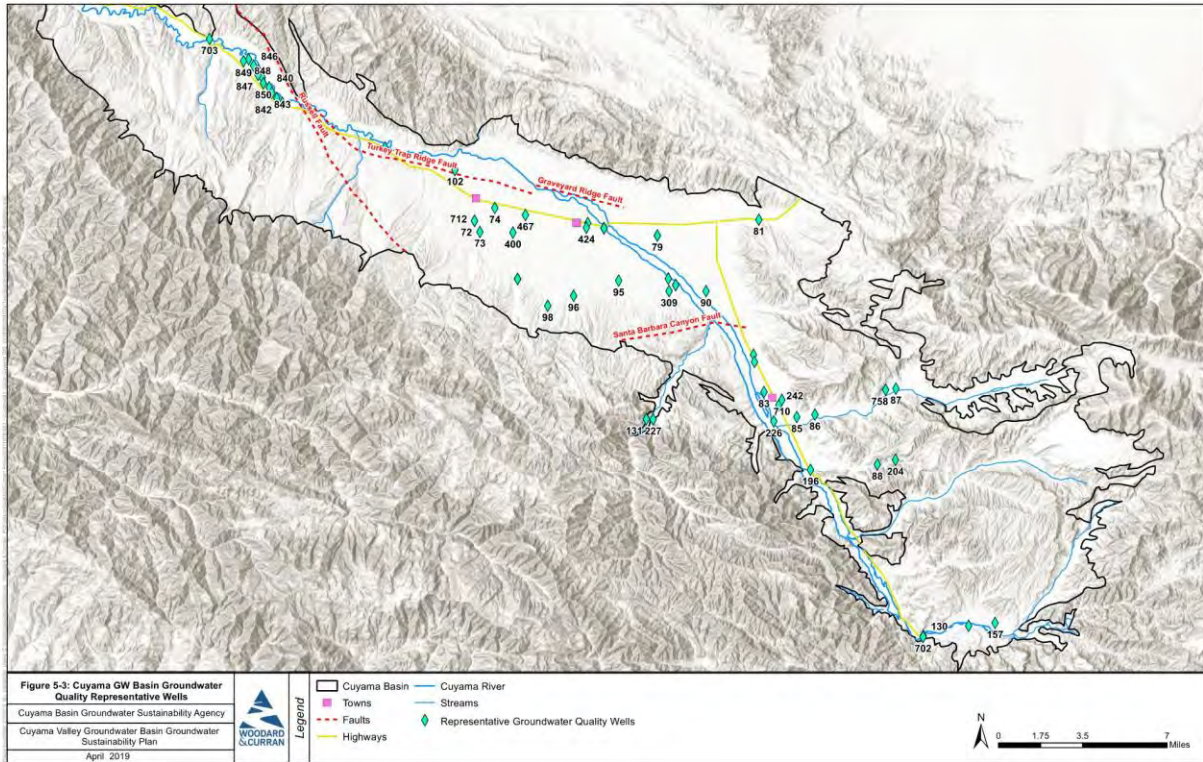 703
846
849
848
840
847
850
842
843
Russell Fault
Turkey Trap Ridge Fault
102
Graveyard Ridge Fault
712
74
72
73
467
400
424
79
81
95
96
98
309
90
Santa Barbara Canyon Fault
83
242
710
226
85
86
758
87
131
227
196
88
204
130
157
702
Figure 5-3: Cuyama GW Basin Groundwater
Quality Representative Wells
Cuyama Basin Groundwater Sustainability Agency
Cuyama Valley Groundwater Basin Groundwater
Sustainability Plan
April 2019
WOODARD
&CURRAN
Legend
Cuyama Basin
Towns
Faults
Highways
Cuyama River
Streams
Representative Groundwater Quality Wells
N
0 1.75 3.5 7
Miles